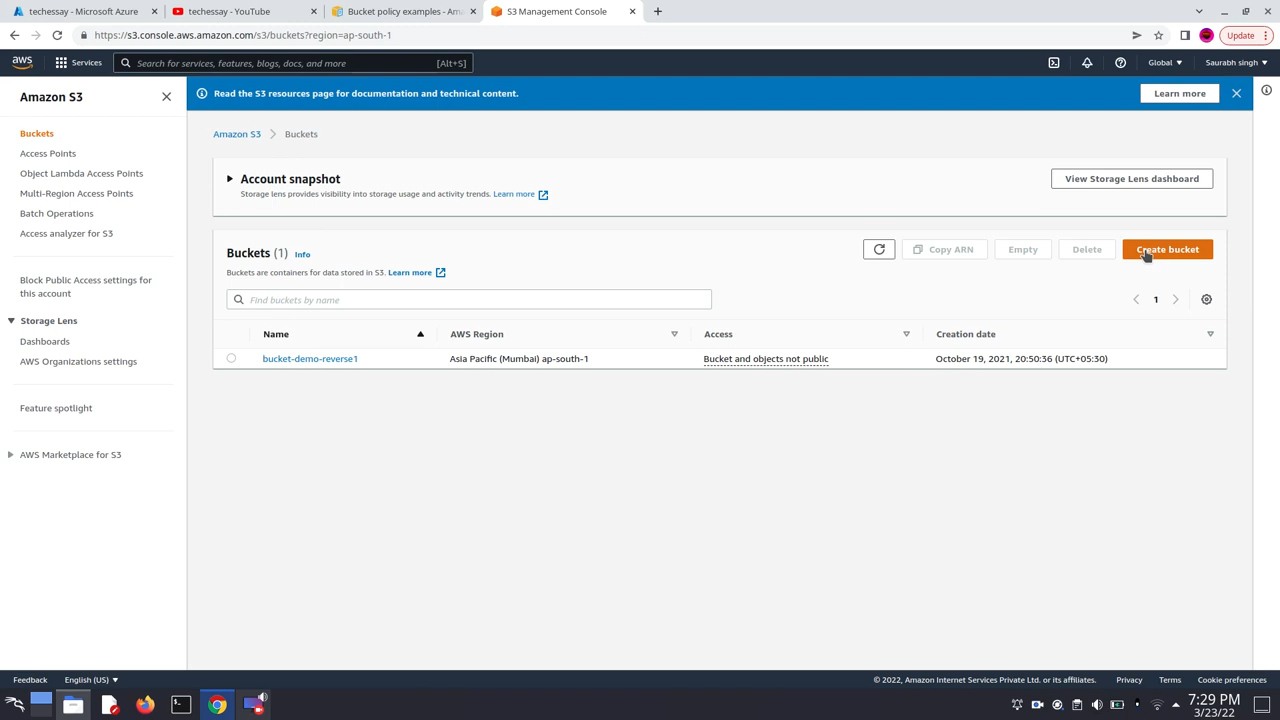 techessay - Microsoft Azure
techessay - YouTube
Bucket policy examples - Ama
S3 Management Console
https://s3.console.aws.amazon.com/s3/buckets?region=ap-south-1
Update
aws
Services
Search for services, features, blogs, docs, and more
[Alt+S]
Global
Saurabh singh
Amazon S3
Buckets
Access Points
Object Lambda Access Points
Multi-Region Access Points
Batch Operations
Access analyzer for S3
Block Public Access settings for
this account
Storage Lens
Dashboards
AWS Organizations settings
Feature spotlight
AWS Marketplace for S3
Read the S3 resources page for documentation and technical content.
Learn more
Amazon S3
Buckets
Account snapshot
Storage lens provides visibility into storage usage and activity trends. Learn more
View Storage Lens dashboard
Buckets (1) Info
Buckets are containers for data stored in S3. Learn more
Copy ARN
Empty
Delete
Create bucket
Find buckets by name
1
Name
AWS Region
Access
Creation date
bucket-demo-reverse1
Asia Pacific (Mumbai) ap-south-1
Bucket and objects not public
October 19, 2021, 20:50:36 (UTC+05:30)
Feedback
English (US)
© 2022, Amazon Internet Services Private Ltd. or its affiliates.
Privacy
Terms
Cookie preferences
7:29 PM
3/23/22